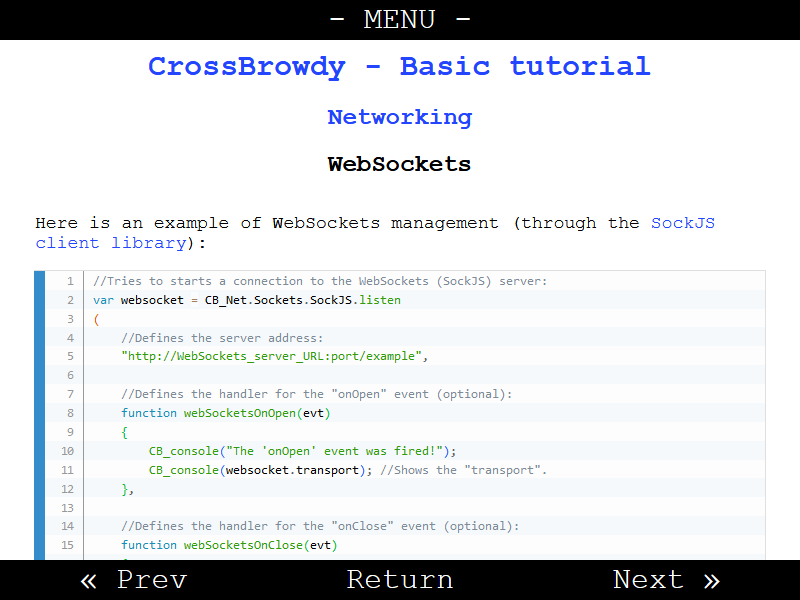 - MENU -
CrossBrowdy - Basic tutorial
Networking
WebSockets
Here is an example of WebSockets management (through the SockJS
client library):
1 //Tries to starts a connection to the WebSockets (SockJS) server:
2 var websocket = CB_Net.Sockets.SockJS.listen
3 (
4 //Defines the server address:
5 "http://WebSockets_server_URL:port/example",
6
7 //Defines the handler for the "onOpen" event (optional):
8 function webSocketsOnOpen(evt)
9 {
10 CB_console("The 'onOpen' event was fired!");
11 CB_console(websocket.transport); //Shows the "transport".
12 },
13
14 //Defines the handler for the "onClose" event (optional):
15 function webSocketsOnClose(evt)
« Prev Return Next »